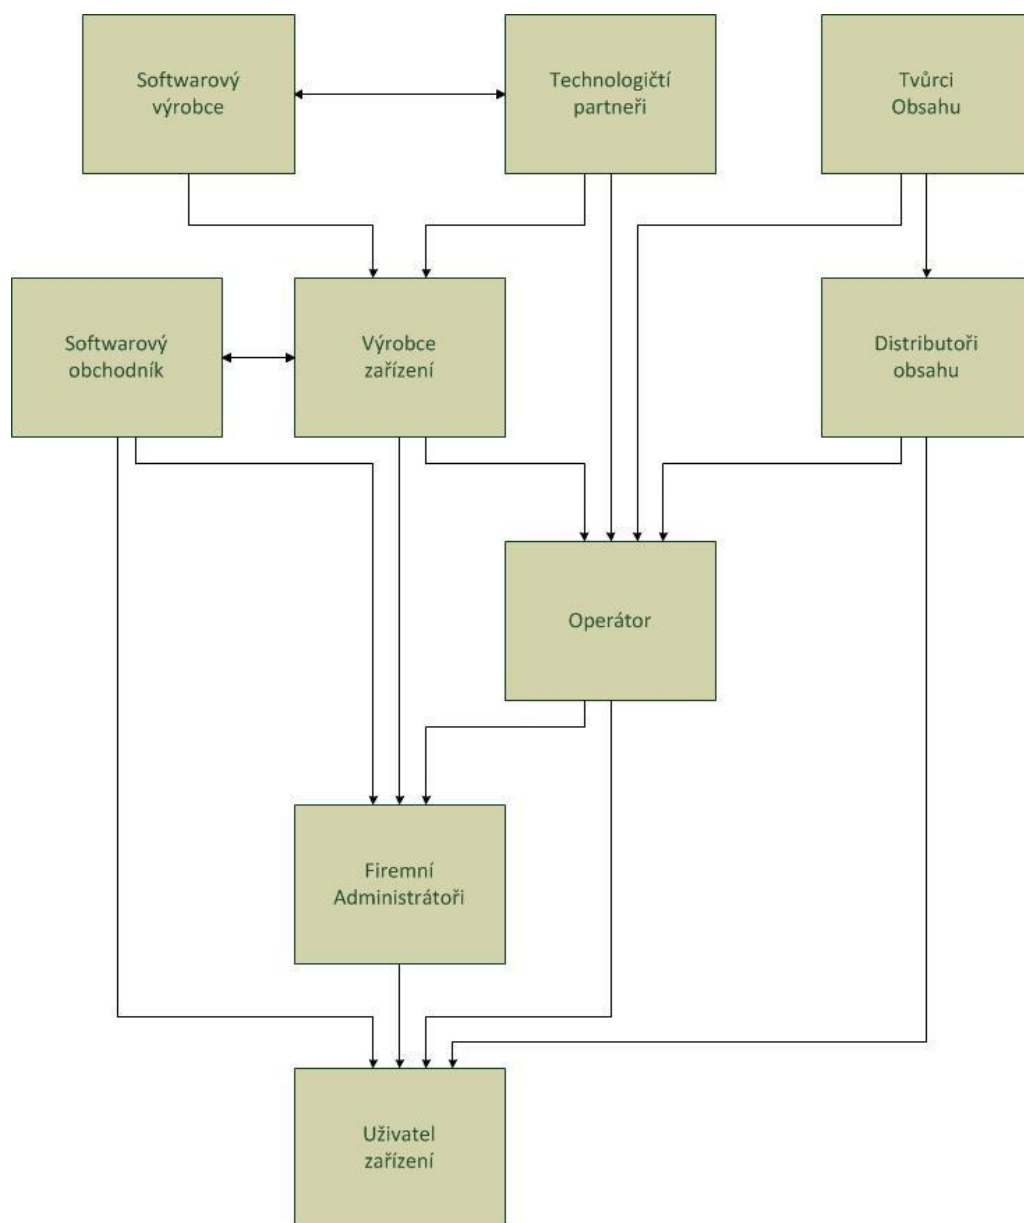 Softwarový
výrobce
Technologičtí
partneři
Tvůrci
Obsahu
Softwarový
obchodník
Výrobce
zařízení
Distributoři
obsahu
Operátor
Firemní
Administrátoři
Uživatel
zařízení